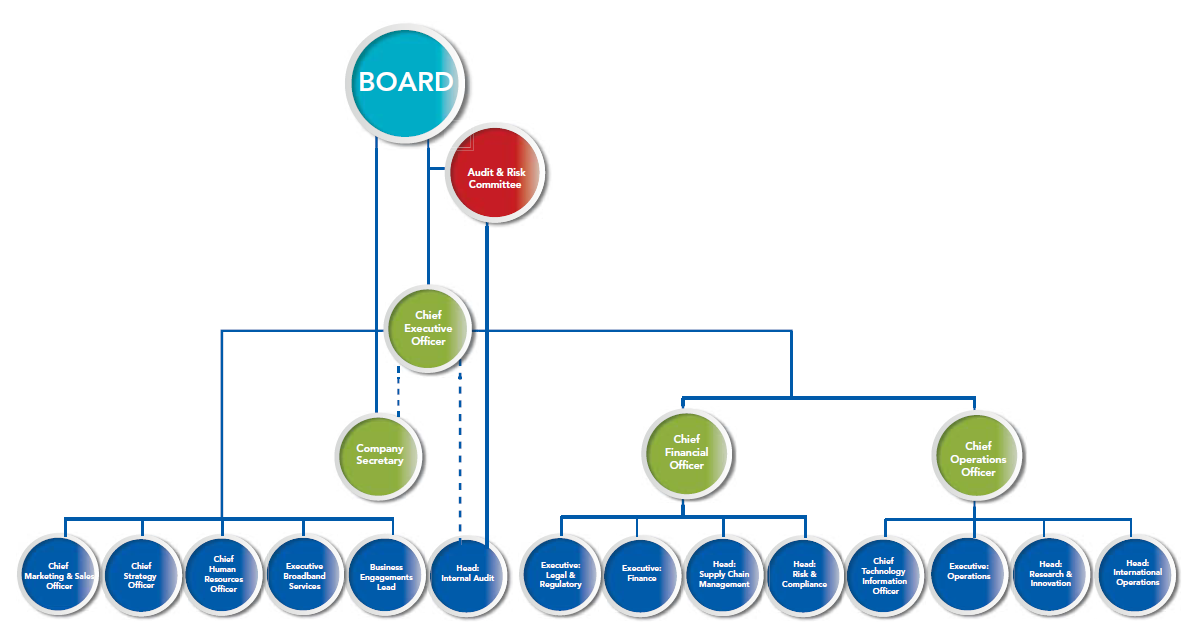 BOARD
Audit & Risk
Committee
Chief
Executive
Officer
Company
Secretary
Chief
Financial
Officer
Chief
Operations
Officer
Chief
Marketing & Sales
Officer
Chief
Strategy
Officer
Chief
Human
Resources
Officer
Executive
Broadband
Services
Business
Engagements
Lead
Head:
Internal Audit
Executive:
Legal &
Regulatory
Executive:
Finance
Head:
Supply Chain
Management
Head:
Risk &
Compliance
Chief
Technology
Information
Officer
Executive:
Operations
Head:
Research &
Innovation
Head:
International
Operations